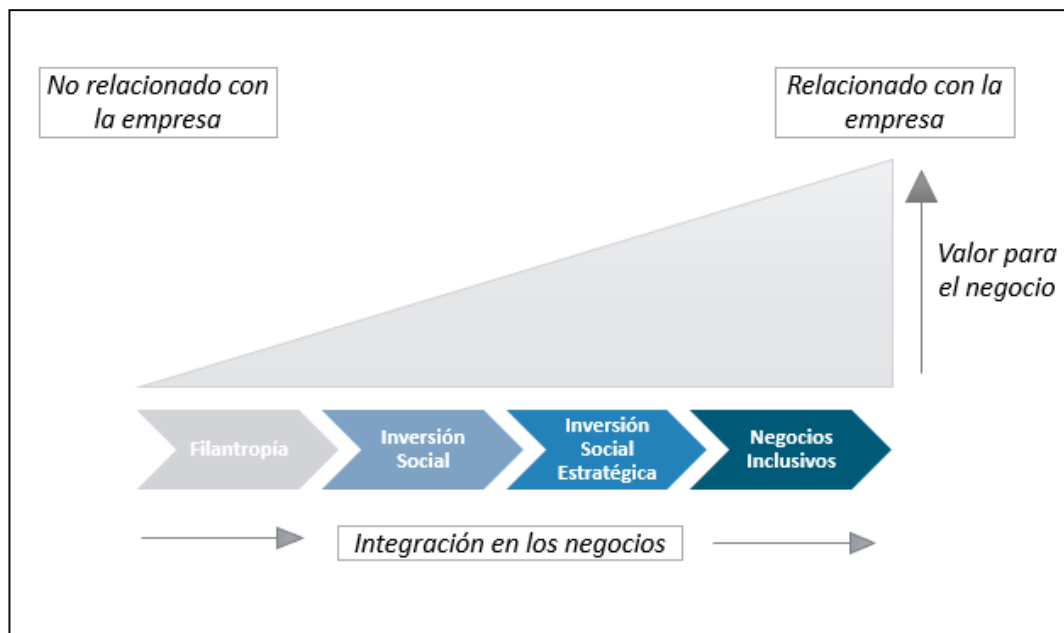 No relacionado con
la empresa
Relacionado con la
empresa
Valor para
el negocio
Filantropía
Inversión
Social
Inversión
Social
Estratégica
Negocios
Inclusivos
Integración en los negocios